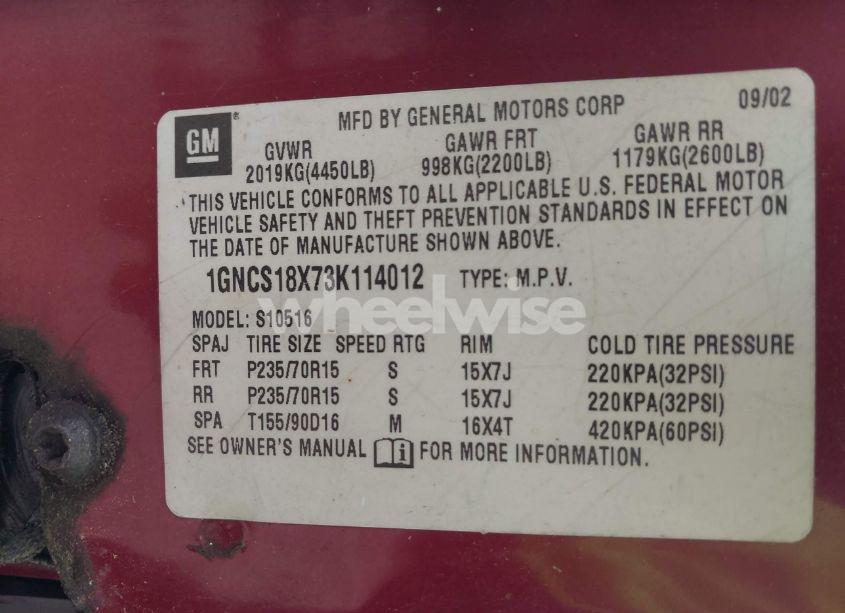 GM
MFD BY GENERAL MOTORS CORP 09/02
GVWR GAWR FRT GAWR RR
2019KG(4450LB) 998KG(2200LB) 1179KG(2600LB)
THIS VEHICLE CONFORMS TO ALL APPLICABLE U.S. FEDERAL MOTOR
VEHICLE SAFETY AND THEFT PREVENTION STANDARDS IN EFFECT ON
THE DATE OF MANUFACTURE SHOWN ABOVE.
1GNCS18X73K114012 TYPE: M.P.V.
wheelwise
MODEL: S10516
SPAJ TIRE SIZE SPEED RTG RIM COLD TIRE PRESSURE
FRT P235/70R15 S 15X7J 220KPA(32PSI)
RR P235/70R15 S 15X7J 220KPA(32PSI)
SPA T155/90D16 M 16X4T 420KPA(60PSI)
SEE OWNER'S MANUAL i FOR MORE INFORMATION.